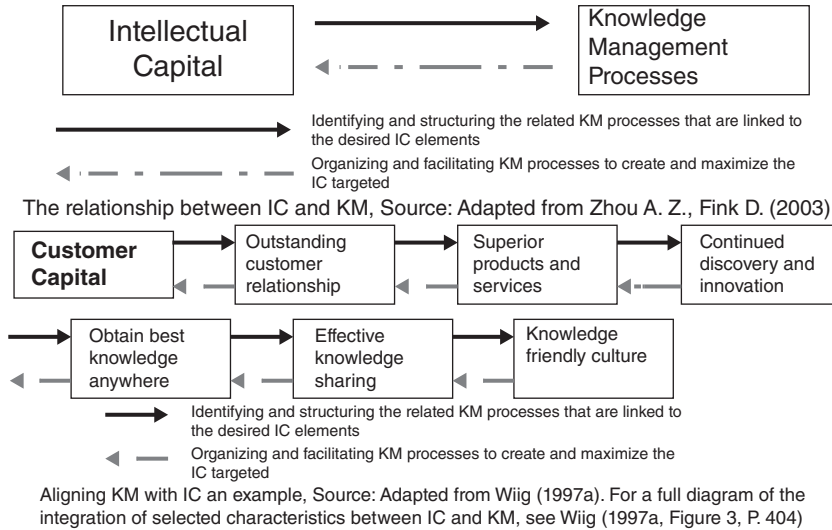 Intellectual
Capital
Knowledge
Management
Processes
Identifying and structuring the related KM processes that are linked to
the desired IC elements
Organizing and facilitating KM processes to create and maximize the
IC targeted
The relationship between IC and KM, Source: Adapted from Zhou A. Z., Fink D. (2003)
Customer
Capital
Outstanding
customer
relationship
Superior
products and
services
Continued
discovery and
innovation
Obtain best
knowledge
anywhere
Effective
knowledge
sharing
Knowledge
friendly culture
Identifying and structuring the related KM processes that are linked to
the desired IC elements
Organizing and facilitating KM processes to create and maximize the
IC targeted
Aligning KM with IC an example, Source: Adapted from Wiig (1997a). For a full diagram of the
integration of selected characteristics between IC and KM, see Wiig (1997a, Figure 3, P. 404)